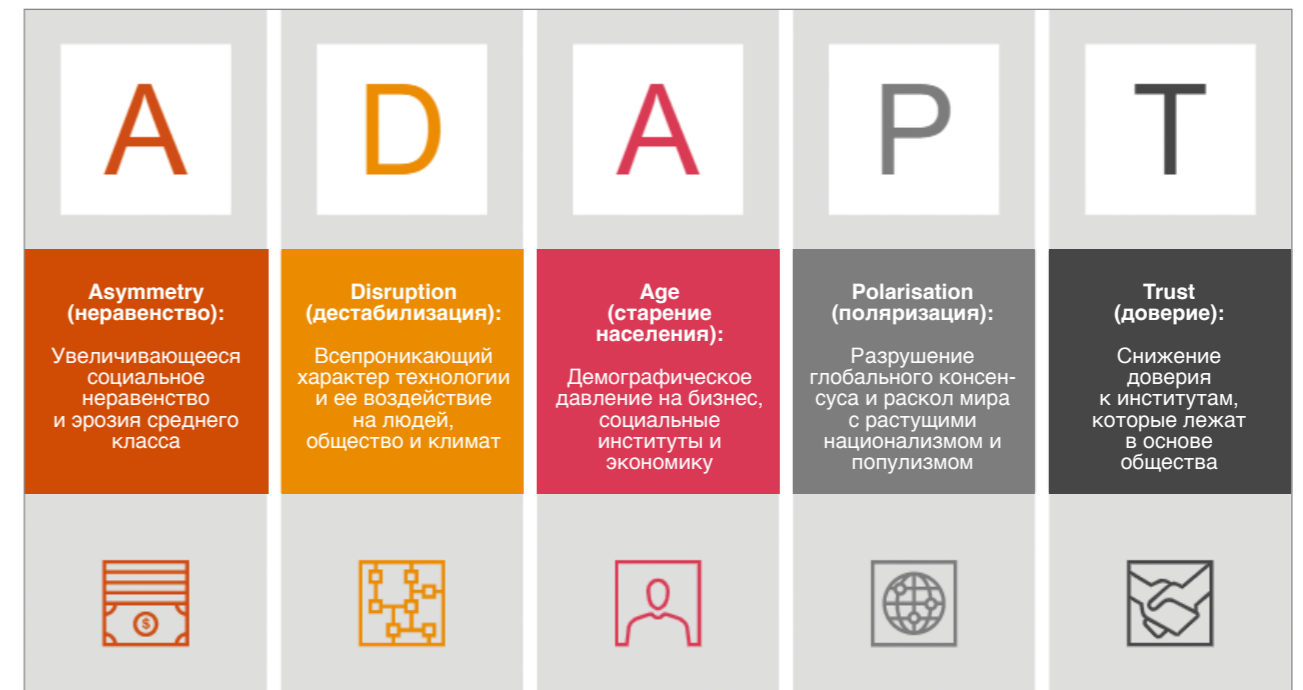 A
D
A
P
T
Asymmetry
(неравенство):
Увеличивающееся
социальное
неравенство
и эрозия среднего
класса
Disruption
(дестабилизация):
Всепроникающий
характер технологии
и ее воздействие
на людей,
общество и климат
Age
(старение
населения):
Демографическое
давление на бизнес,
социальные
институты и
экономику
Polarisation
(поляризация):
Разрушение
глобального консен-
суса и раскол мира
с растущими
национализмом и
популизмом
Trust
(доверие):
Снижение
доверия
к институтам,
которые лежат
в основе
общества
$